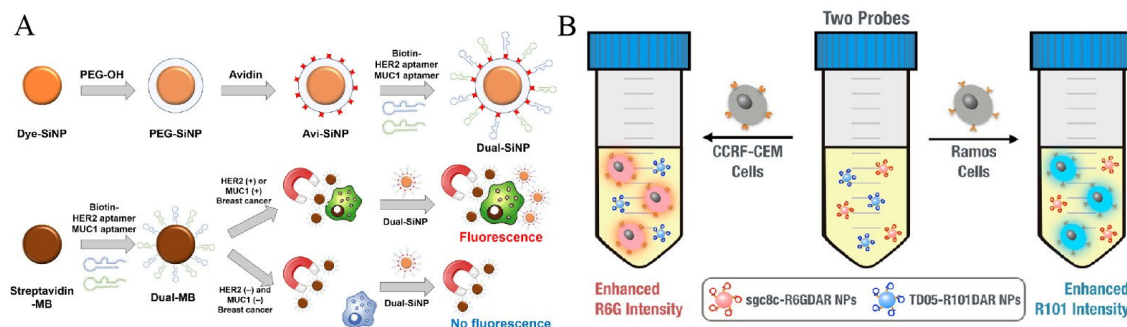 A
PEG-OH
Avidin
Biotin-
HER2 aptamer
MUC1 aptamer
Dye-SiNP
PEG-SiNP
Avi-SiNP
Dual-SiNP
Biotin-
HER2 aptamer
MUC1 aptamer
Streptavidin
-MB
Dual-MB
HER2 (+) or
MUC1 (+)
Breast cancer
Dual-SiNP
Fluorescence
HER2 (–) and
MUC1 (–)
Breast cancer
Dual-SiNP
No fluorescence
B
Two Probes
CCRF-CEM
Cells
Ramos
Cells
Enhanced
R6G Intensity
sgc8c-R6GDAR NPs
TD05-R101DAR NPs
Enhanced
R101 Intensity